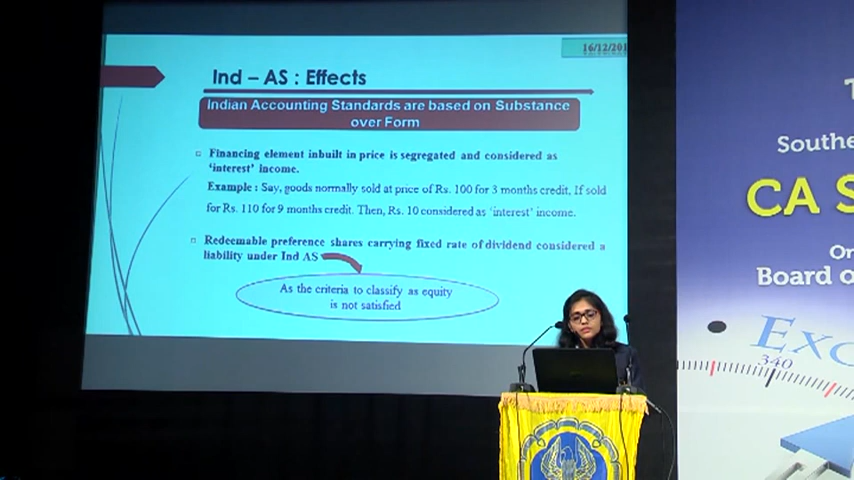 16/12/201
Ind – AS : Effects
Indian Accounting Standards are based on Substance
over Form
Financing element inbuilt in price is segregated and considered as
‘interest’ income.
Example : Say, goods normally sold at price of Rs. 100 for 3 months credit, If sold
for Rs. 110 for 9 months credit. Then, Rs. 10 considered as ‘interest’ income.
Redeemable preference shares carrying fixed rate of dividend considered a
liability under Ind AS
As the criteria to classify as equity
is not satisfied
T
Southe
CA S
Or
Board o
Exc
340